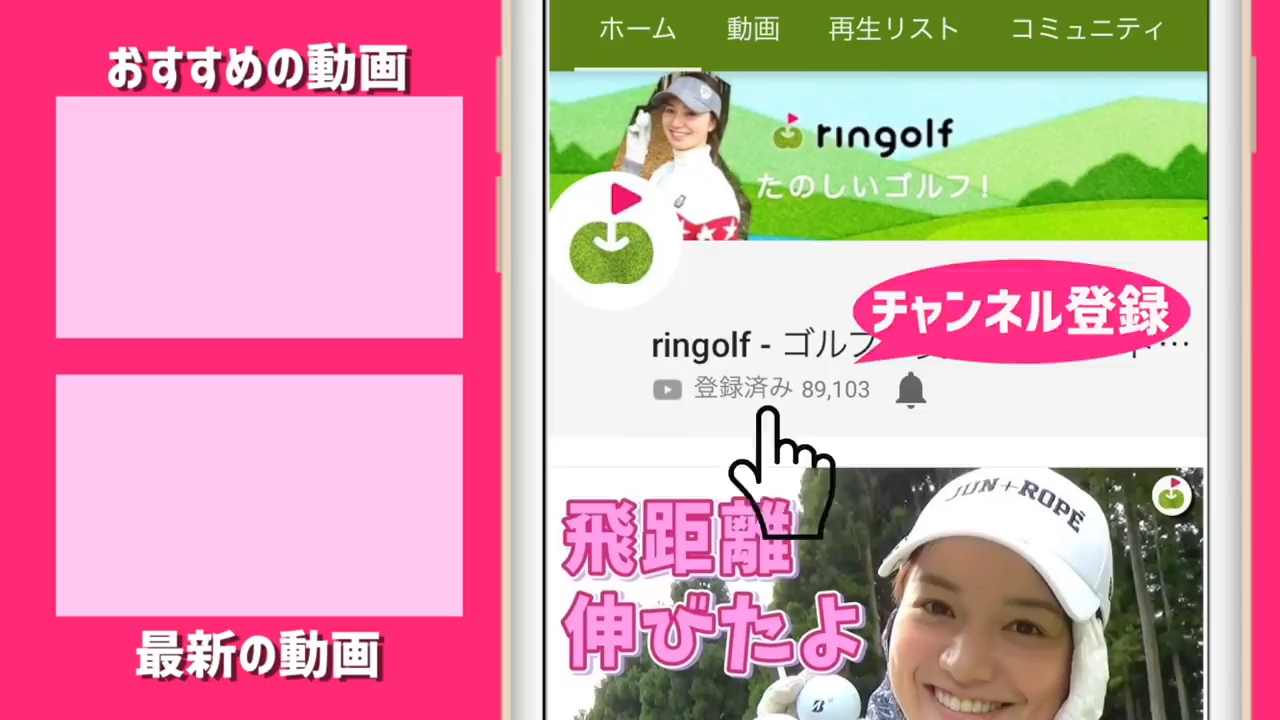 おすすめの動画
最新の動画
ホーム 動画 再生リスト コミュニティ
ringolf
たのしいゴルフ！
チャンネル登録
ringolf - ゴルフ
登録済み 89,103
飛距離
伸びたよ
JUN+ROPÉ
B